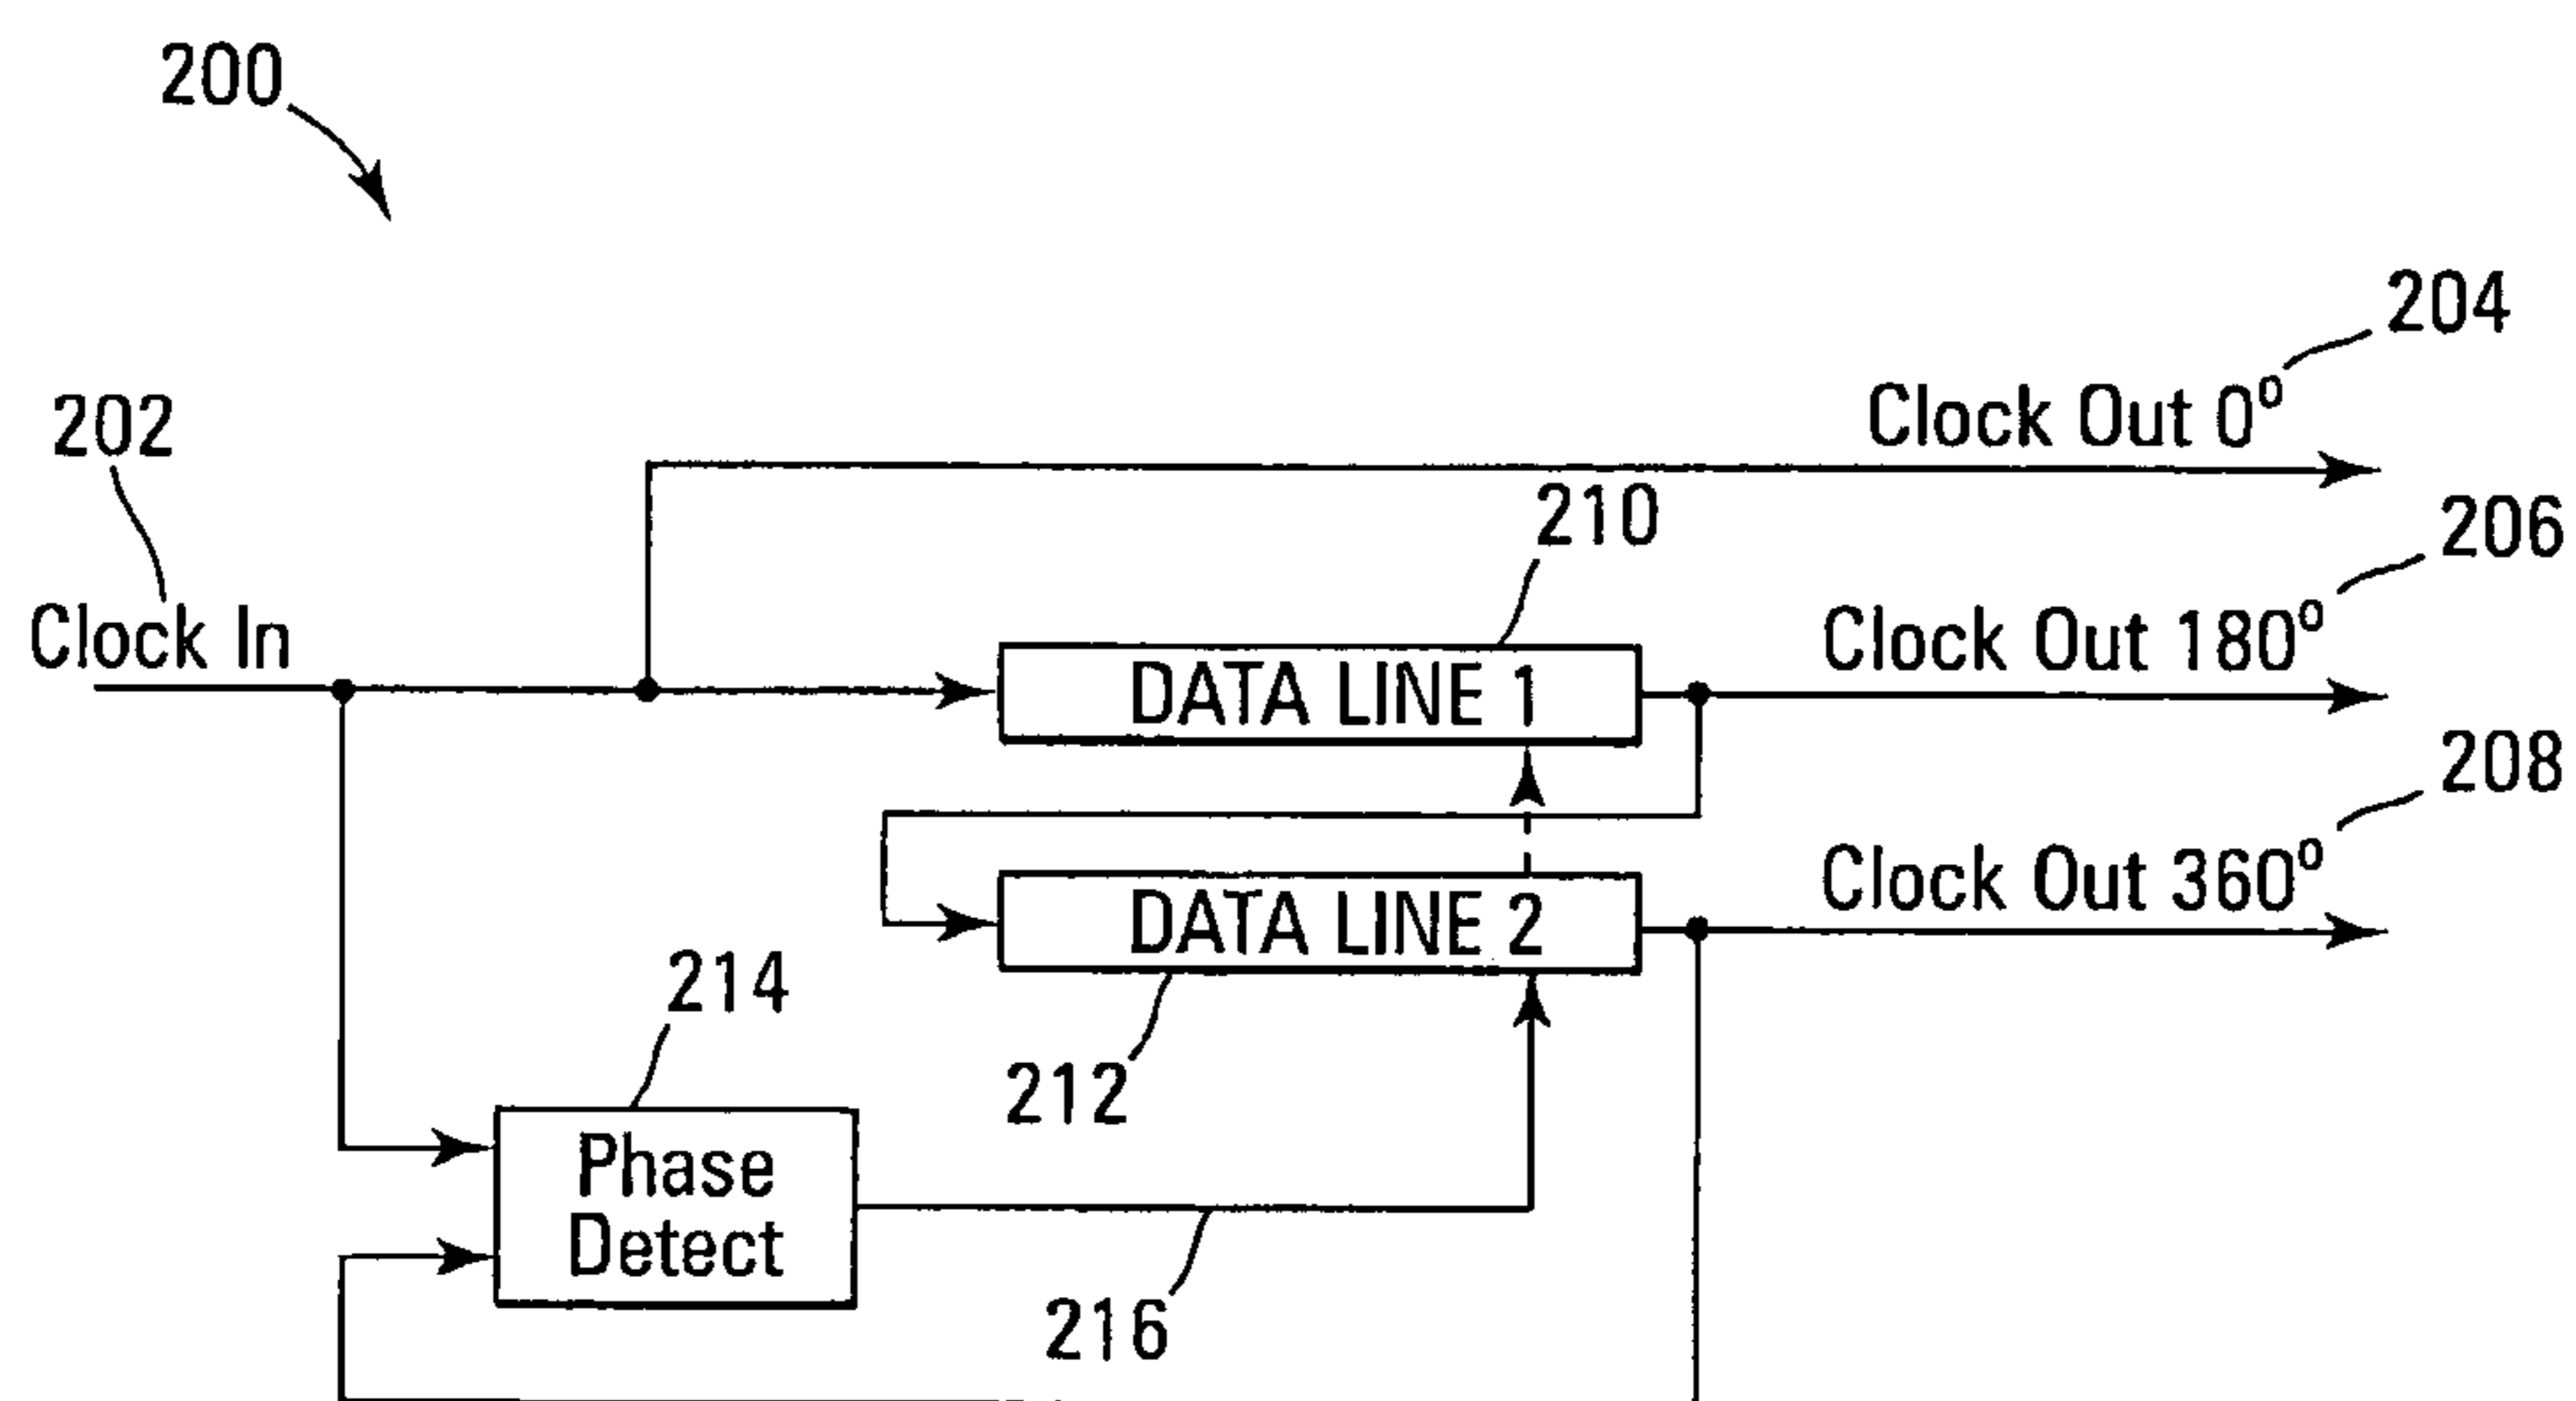 200
204
Clock Out 0°
202
210
206
Clock In
DATA LINE 1
Clock Out 180°
208
DATA LINE 2
Clock Out 360°
214
212
Phase
Detect
216